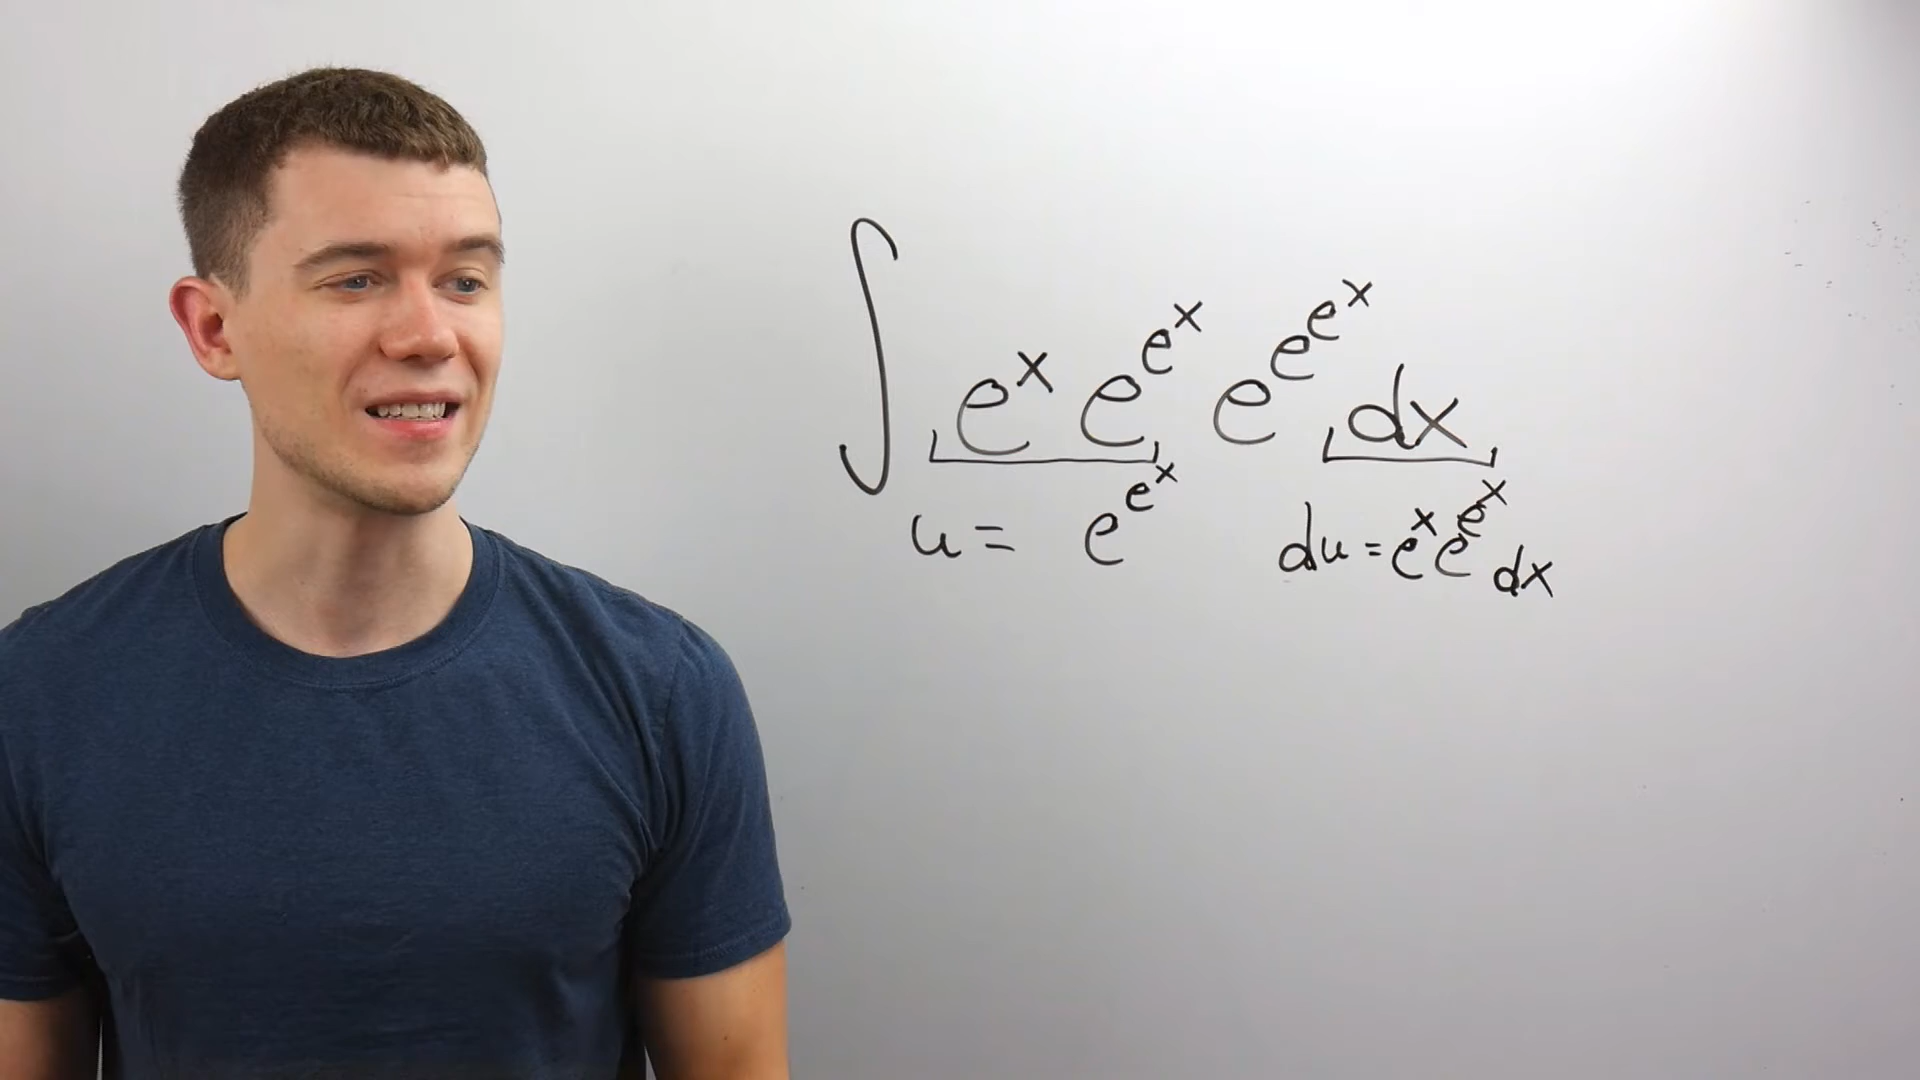 ∫ e^x e^{e^x} e^{e^{e^x}} dx
u = e^{e^x} du = e^x e^{e^x} dx